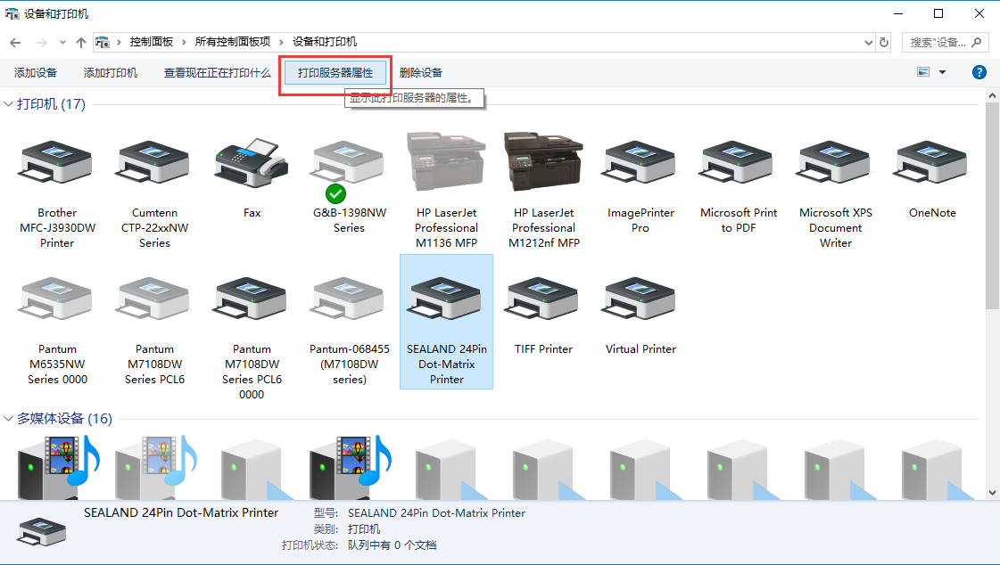 设备和打印机
控制面板 › 所有控制面板项 › 设备和打印机
搜索"设备...
添加设备 添加打印机 查看现在正在打印什么 打印服务器属性 删除设备
显示此打印服务器的属性。
打印机 (17)
Brother
MFC-J3930DW
Printer
Cumtenn
CTP-22xxNW
Series
Fax
G&B-1398NW
Series
HP LaserJet
Professional
M1136 MFP
HP LaserJet
Professional
M1212nf MFP
ImagePrinter
Pro
Microsoft Print
to PDF
Microsoft XPS
Document
Writer
OneNote
Pantum
M6535NW
Series 0000
Pantum
M7108DW
Series PCL6
Pantum
M7108DW
Series PCL6
0000
Pantum-068455
(M7108DW
series)
SEALAND 24Pin
Dot-Matrix
Printer
TIFF Printer
Virtual Printer
多媒体设备 (16)
SEALAND 24Pin Dot-Matrix Printer
型号: SEALAND 24Pin Dot-Matrix Printer
类别: 打印机
打印机状态: 队列中有 0 个文档